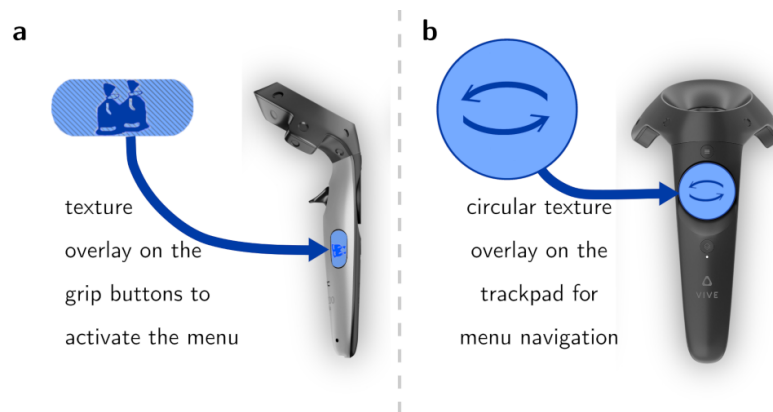 a
texture
overlay on the
grip buttons to
activate the menu
b
circular texture
overlay on the
trackpad for
menu navigation
VIVE